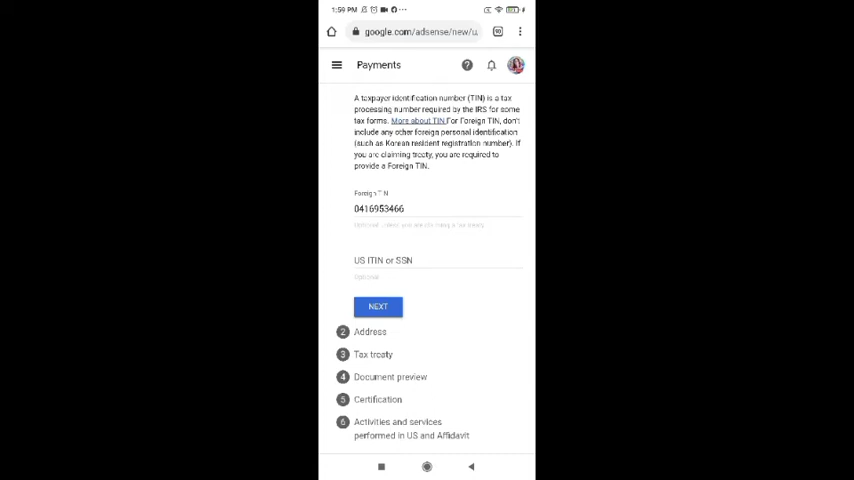 1:59 PM
google.com/adsense/new/u/
Payments
A taxpayer identification number (TIN) is a tax
processing number required by the IRS for some
tax forms. More about TIN For Foreign TIN, don't
include any other foreign personal identification
(such as Korean resident registration number). If
you are claiming treaty, you are required to
provide a Foreign TIN.
Foreign TIN
0416953466
Optional
US ITIN or SSN
Optional
NEXT
2 Address
3 Tax treaty
4 Document preview
5 Certification
6 Activities and services
performed in US and Affidavit